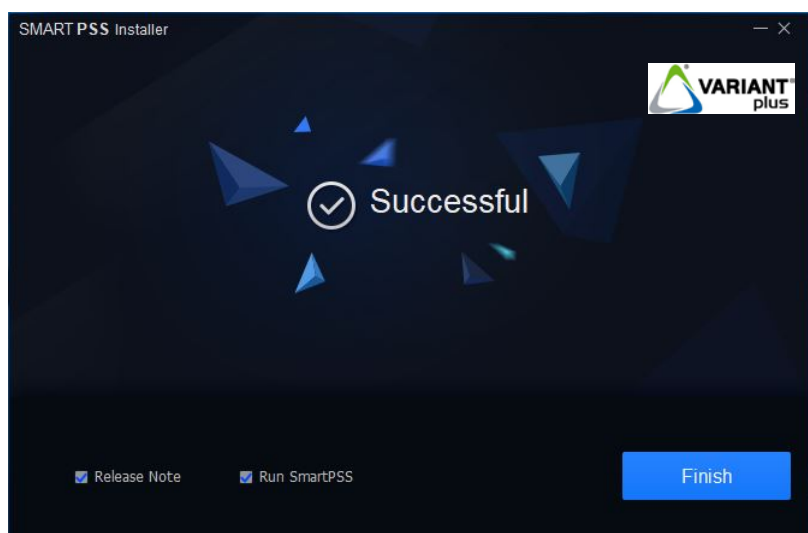 SMART PSS Installer
VARIANT
plus
Successful
Release Note
Run SmartPSS
Finish